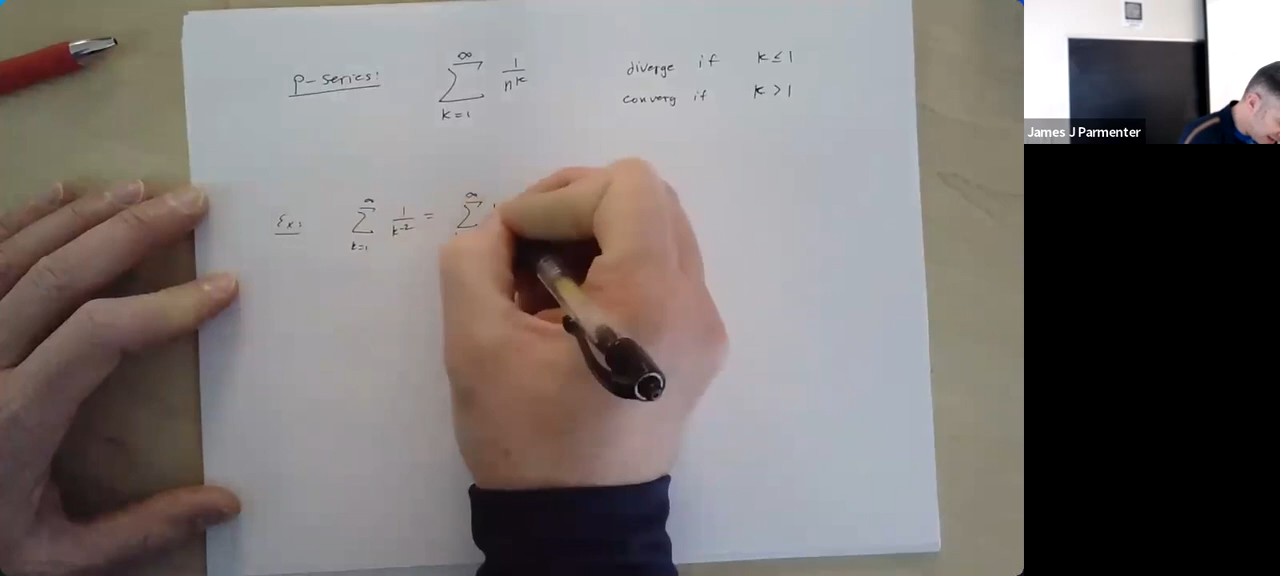 p-series: ∞ ∑ k=1 1/n^k diverge if k ≤ 1
converg if k > 1
Ex: ∞ ∑ k=1 1/k^-2 = ∞ ∑
James J Parmenter